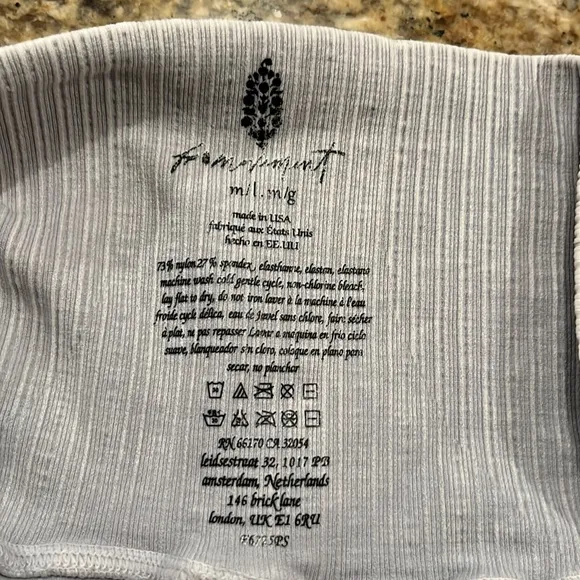 fp movement
m/l . m/g
made in USA
fabriqué aux États Unis
hecho en EE.UU
73% nylon 27% spandex, elasthanne, elaston, elastano
machine wash cold gentle cycle, non-chlorine bleach,
lay flat to dry, do not iron laver à la machine à l'eau
froide cycle délica, eau de javel sans chlore, faire sécher
à plat, ne pas repasser Lavar a maquina en frio ciclo
suave, blanqueador sin cloro, coloque en plano para
secar, no planchar
RN 66170 CA 32054
leidsestraat 32, 1017 PB
amsterdam, Netherlands
146 brick lane
london, UK E1 6RU